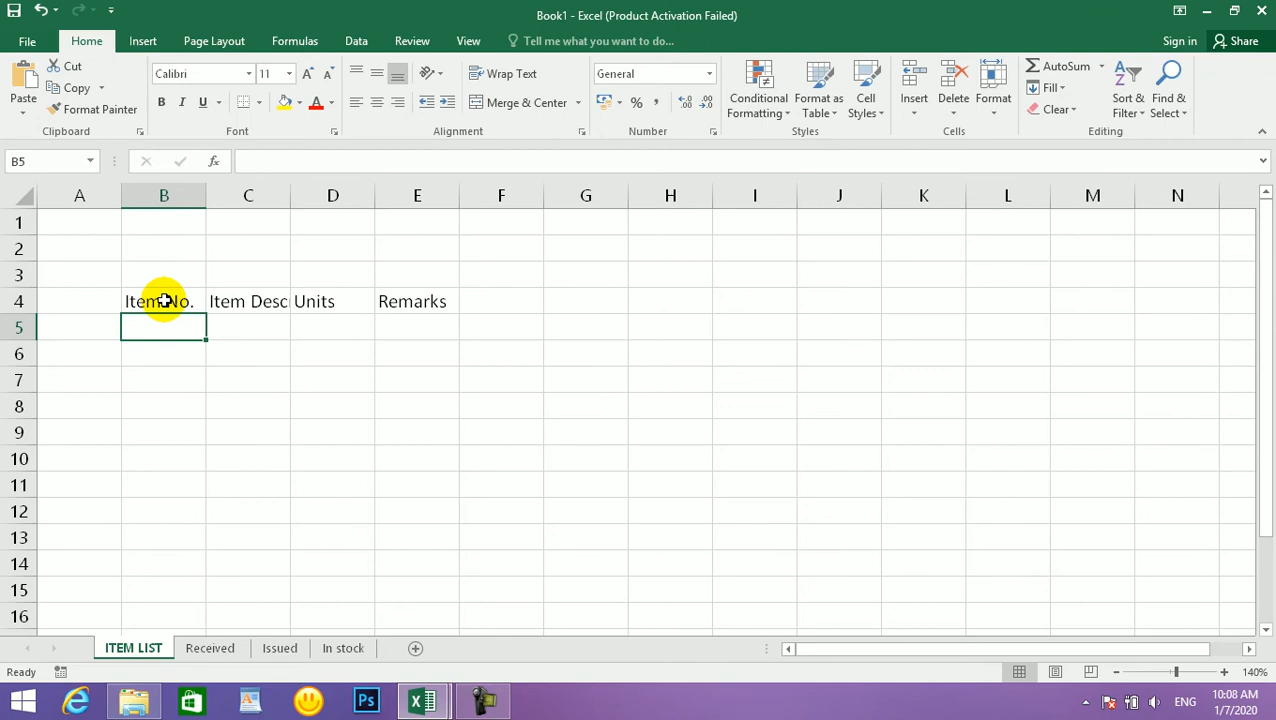 Book1 - Excel (Product Activation Failed)
File Home Insert Page Layout Formulas Data Review View Tell me what you want to do... Sign in Share
Paste Cut Copy Format Painter
Clipboard
Calibri 11
B I U A
Font
Wrap Text
Merge & Center
Alignment
General
%
Number
Conditional Formatting
Format as Table
Cell Styles
Styles
Insert Delete Format
Cells
AutoSum
Fill
Clear
Sort & Filter
Find & Select
Editing
B5 fx
A B C D E F G H I J K L M N
1
2
3
4 Item No. Item Desc Units Remarks
5
6
7
8
9
10
11
12
13
14
15
16
ITEM LIST Received Issued In stock
Ready 140%
Ps ENG 10:08 AM
1/7/2020